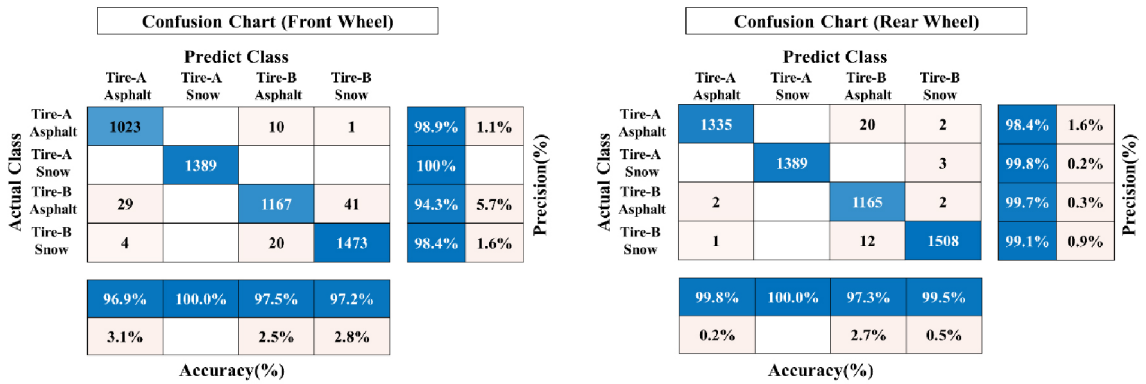 Confusion Chart (Front Wheel)
Predict Class
Tire-A Asphalt Tire-A Snow Tire-B Asphalt Tire-B Snow
Actual Class
Tire-A Asphalt 1023 10 1 98.9% 1.1%
Tire-A Snow 1389 100%
Tire-B Asphalt 29 1167 41 94.3% 5.7%
Tire-B Snow 4 20 1473 98.4% 1.6%
Precision(%)
96.9% 100.0% 97.5% 97.2%
3.1% 2.5% 2.8%
Accuracy(%)
Confusion Chart (Rear Wheel)
Predict Class
Tire-A Asphalt Tire-A Snow Tire-B Asphalt Tire-B Snow
Actual Class
Tire-A Asphalt 1335 20 2 98.4% 1.6%
Tire-A Snow 1389 3 99.8% 0.2%
Tire-B Asphalt 2 1165 2 99.7% 0.3%
Tire-B Snow 1 12 1508 99.1% 0.9%
Precision(%)
99.8% 100.0% 97.3% 99.5%
0.2% 2.7% 0.5%
Accuracy(%)